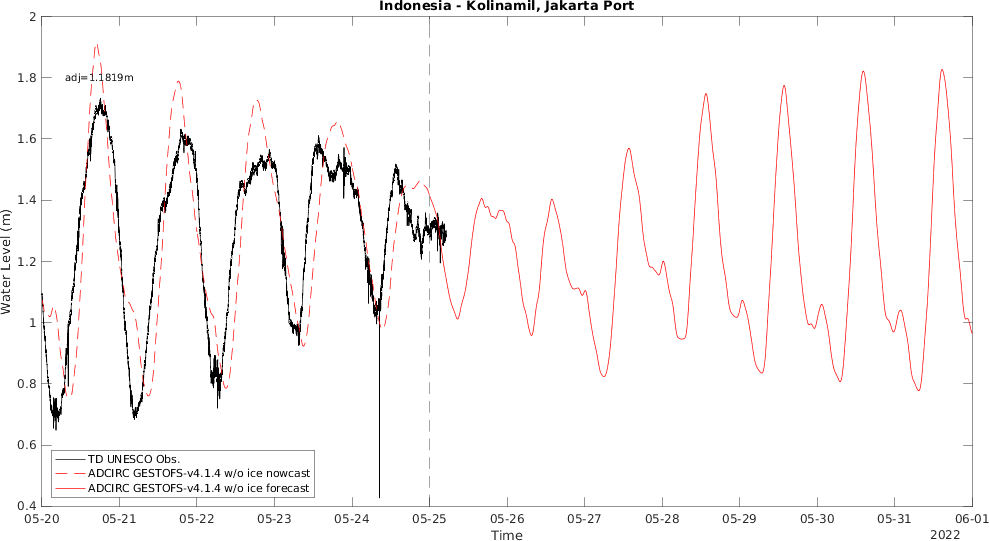 Indonesia - Kolinamil, Jakarta Port
2
1.8
1.6
1.4
1.2
1
0.8
0.6
0.4
Water Level (m)
adj=1.1819m
TD UNESCO Obs.
ADCIRC GESTOFS-v4.1.4 w/o ice nowcast
ADCIRC GESTOFS-v4.1.4 w/o ice forecast
05-20 05-21 05-22 05-23 05-24 05-25 05-26 05-27 05-28 05-29 05-30 05-31 06-01
Time
2022